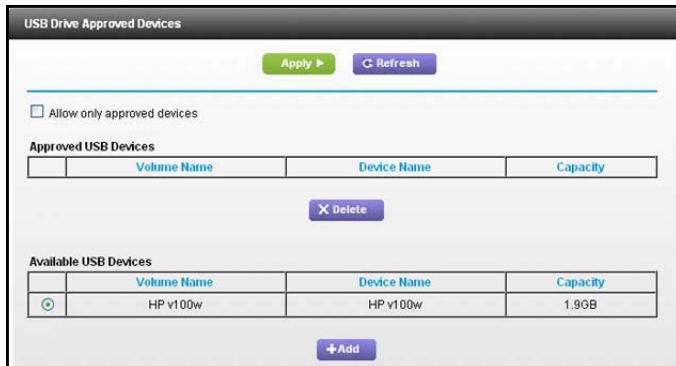 USB Drive Approved Devices
Apply Refresh
Allow only approved devices
Approved USB Devices
Volume Name Device Name Capacity
Delete
Available USB Devices
Volume Name Device Name Capacity
HP v100w HP v100w 1.9GB
+Add